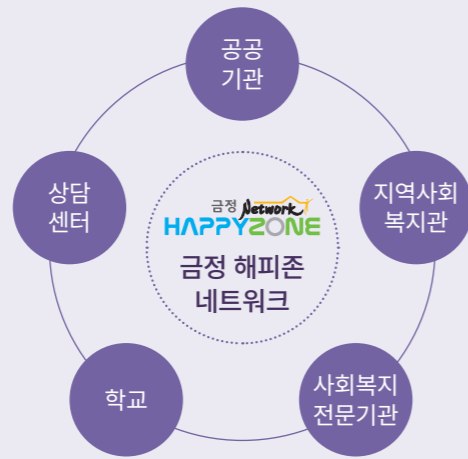 공공
기관
상담
센터
지역사회
복지관
금정 Network
HAPPYZONE
금정 해피존
네트워크
학교
사회복지
전문기관